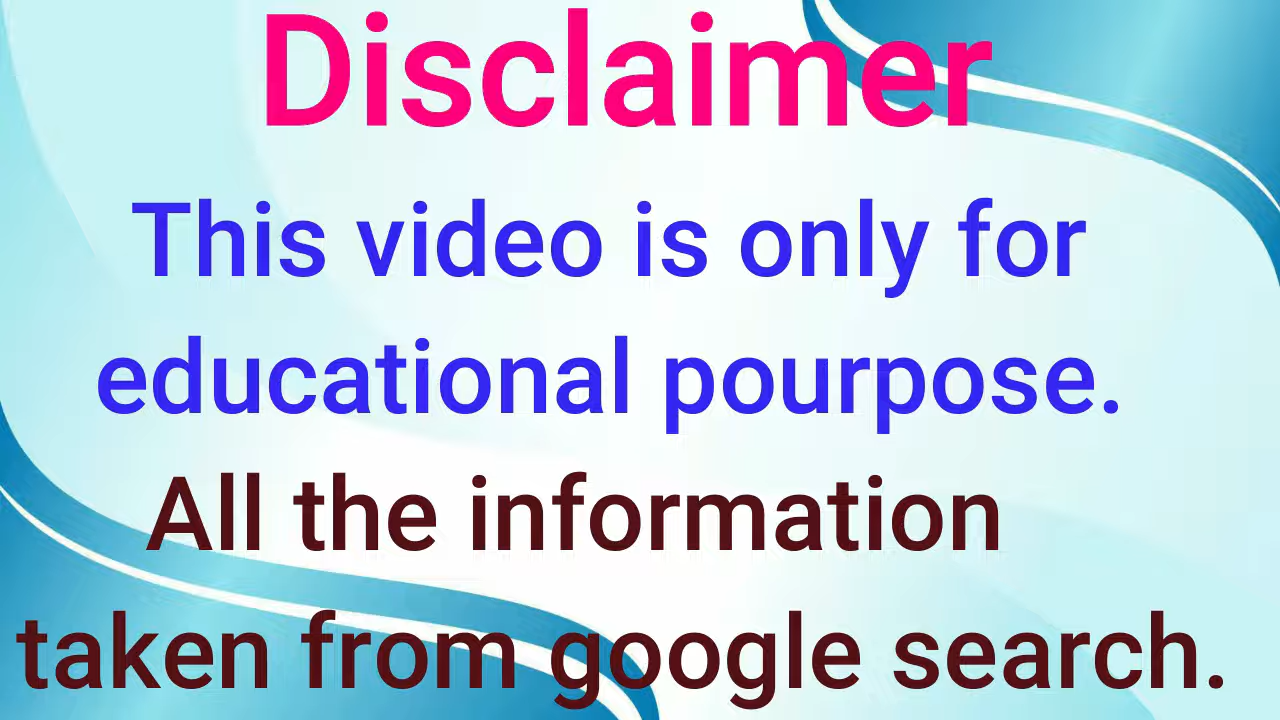 Disclaimer
This video is only for
educational pourpose.
All the information
taken from google search.